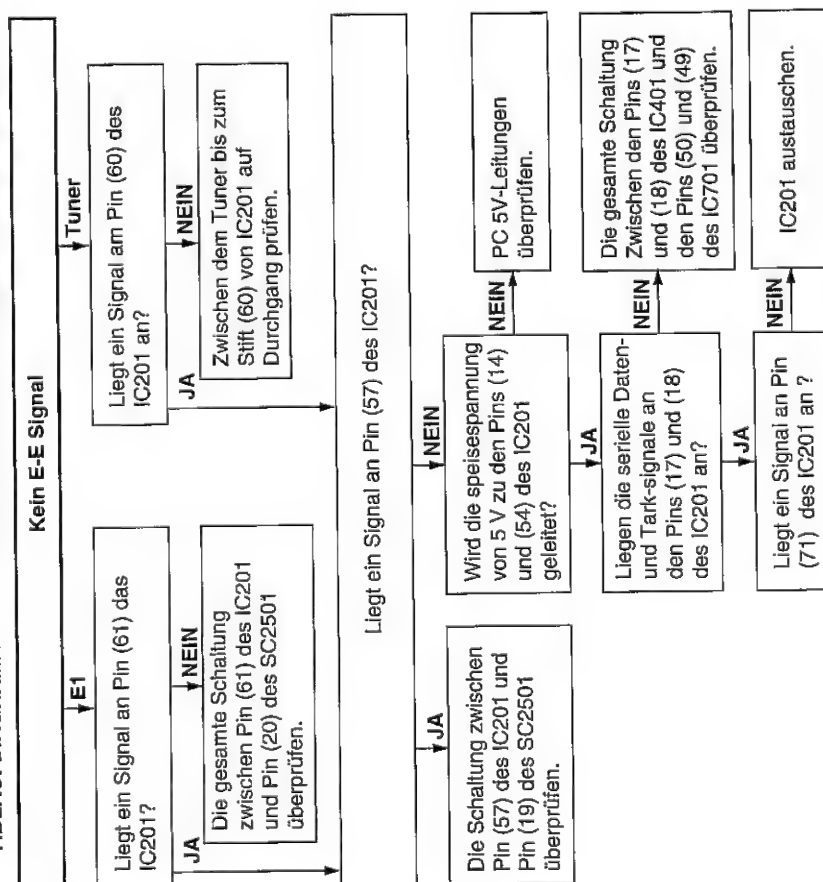 Kein E-E Signal
E1
Tuner
Liegt ein Signal an Pin (61) das
IC201?
JA
NEIN
Die gesamte Schaltung
zwischen Pin (61) des IC201
und Pin (20) des SC2501
überprüfen.
Liegt ein Signal am Pin (60) des
IC201 an?
JA
NEIN
Zwischen dem Tuner bis zum
Stift (60) von IC201 auf
Durchgang prüfen.
Liegt ein Signal an Pin (57) des IC201?
JA
Die Schaltung zwischen
Pin (57) des IC201 und
Pin (19) des SC2501
überprüfen.
NEIN
Wird die speisespannung
von 5 V zu den Pins (14)
und (54) des IC201
geleitet?
NEIN
PC 5V-Leitungen
überprüfen.
JA
Liegen die serielle Daten-
und Tark-signale an
den Pins (17) und (18)
des IC201 an?
NEIN
Die gesamte Schaltung
Zwischen den Pins (17)
und (18) des IC401 und
den Pins (50) und (49)
des IC701 überprüfen.
JA
Liegt ein Signal an Pin
(71) des IC201 an ?
NEIN
IC201 austauschen.